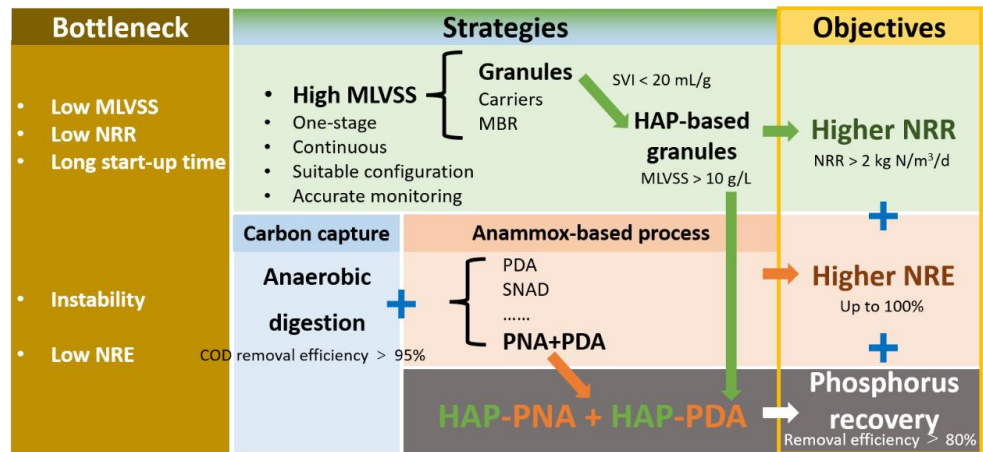 Bottleneck
Strategies
Objectives
• Low MLVSS
• Low NRR
• Long start-up time
• Instability
• Low NRE
• High MLVSS
• One-stage
• Continuous
• Suitable configuration
• Accurate monitoring
Granules
Carriers
MBR
SVI < 20 mL/g
HAP-based
granules
MLVSS > 10 g/L
Higher NRR
NRR > 2 kg N/m³/d
+
Carbon capture
Anaerobic
digestion
COD removal efficiency > 95%
+
Anammox-based process
PDA
SNAD
……
PNA+PDA
Higher NRE
Up to 100%
+
HAP-PNA + HAP-PDA
Phosphorus
recovery
Removal efficiency > 80%